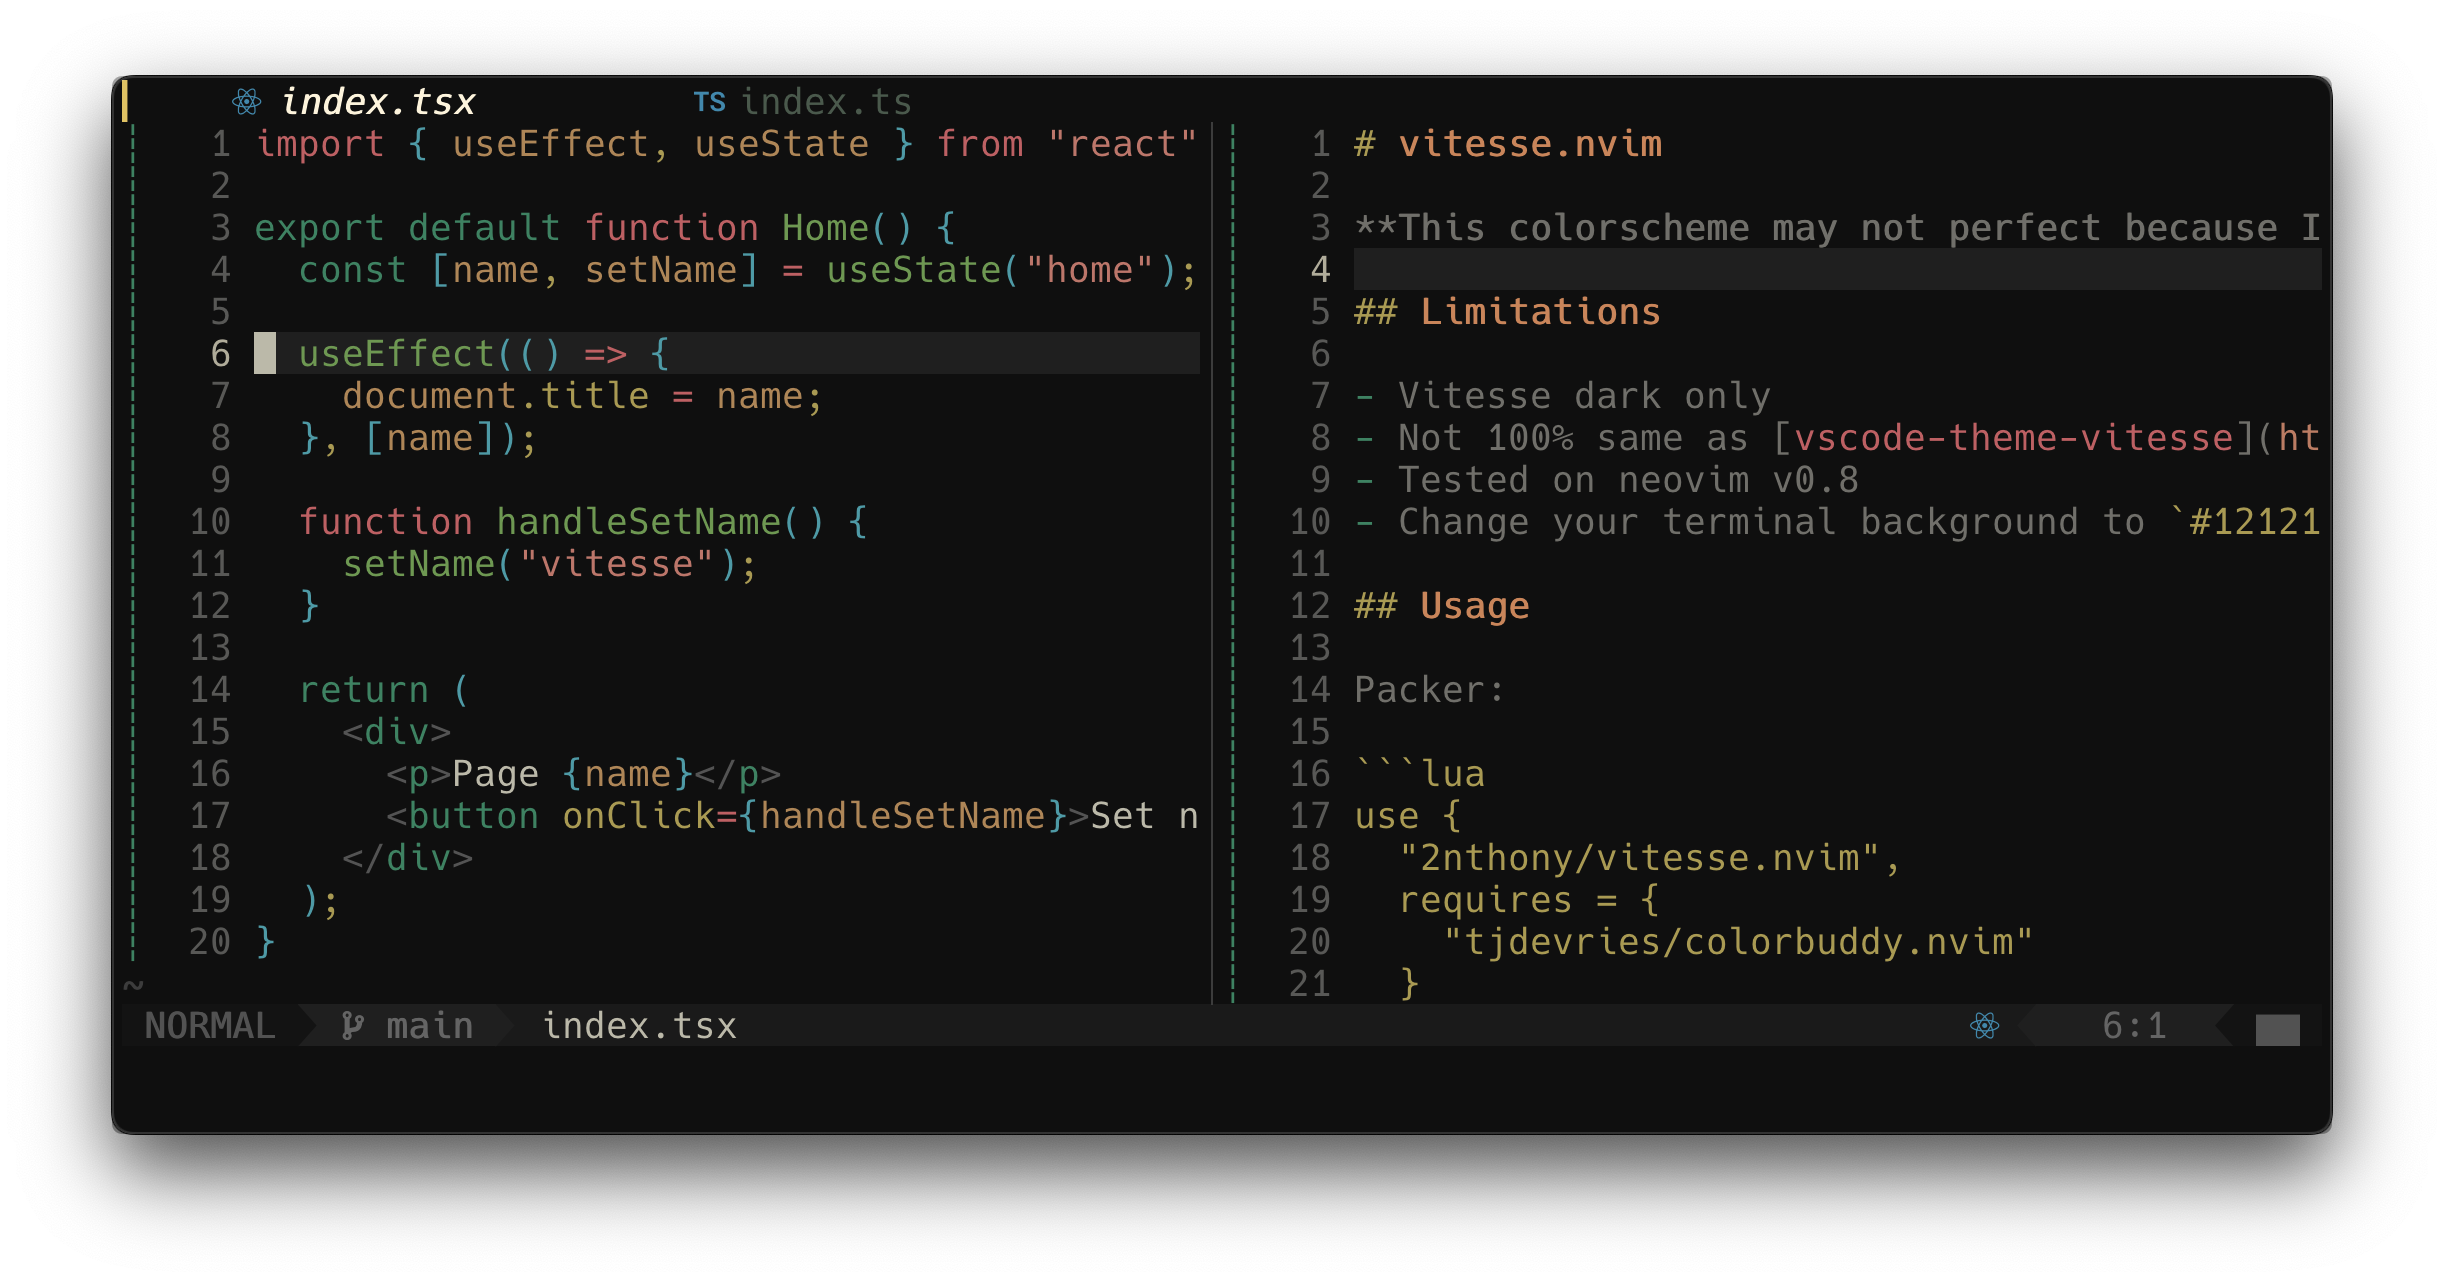 index.tsx TS index.ts
1 import { useEffect, useState } from "react"
2
3 export default function Home() {
4   const [name, setName] = useState("home");
5
6   useEffect(() => {
7     document.title = name;
8   }, [name]);
9
10   function handleSetName() {
11     setName("vitesse");
12   }
13
14   return (
15     <div>
16       <p>Page {name}</p>
17       <button onClick={handleSetName}>Set n
18     </div>
19   );
20 }
~
1 # vitesse.nvim
2
3 **This colorscheme may not perfect because I
4
5 ## Limitations
6
7 - Vitesse dark only
8 - Not 100% same as [vscode-theme-vitesse](ht
9 - Tested on neovim v0.8
10 - Change your terminal background to `#12121
11
12 ## Usage
13
14 Packer:
15
16 ```lua
17 use {
18   "2nthony/vitesse.nvim",
19   requires = {
20     "tjdevries/colorbuddy.nvim"
21   }
NORMAL main index.tsx 6:1